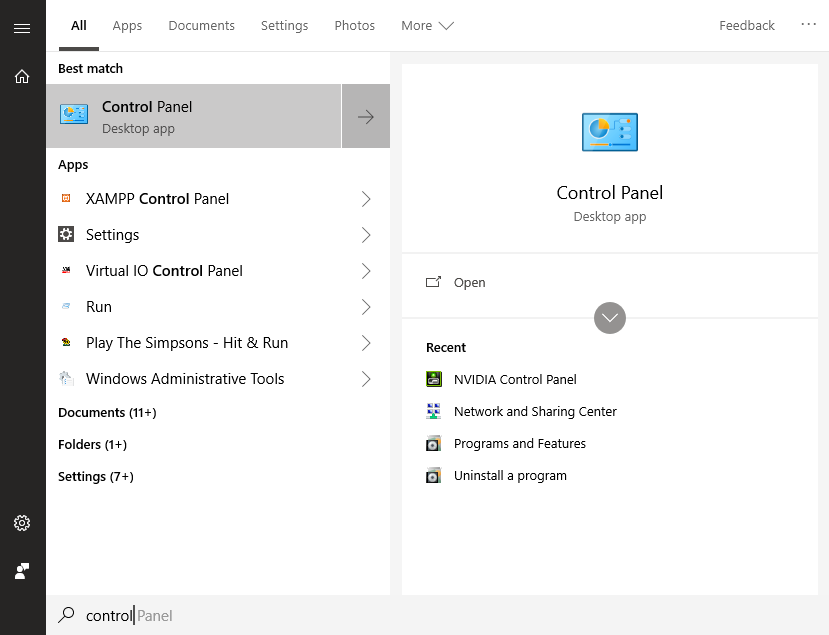 All Apps Documents Settings Photos More Feedback ...
Best match
Control Panel
Desktop app
Apps
XAMPP Control Panel
Settings
Virtual IO Control Panel
Run
Play The Simpsons - Hit & Run
Windows Administrative Tools
Documents (11+)
Folders (1+)
Settings (7+)
Control Panel
Desktop app
Open
Recent
NVIDIA Control Panel
Network and Sharing Center
Programs and Features
Uninstall a program
control Panel